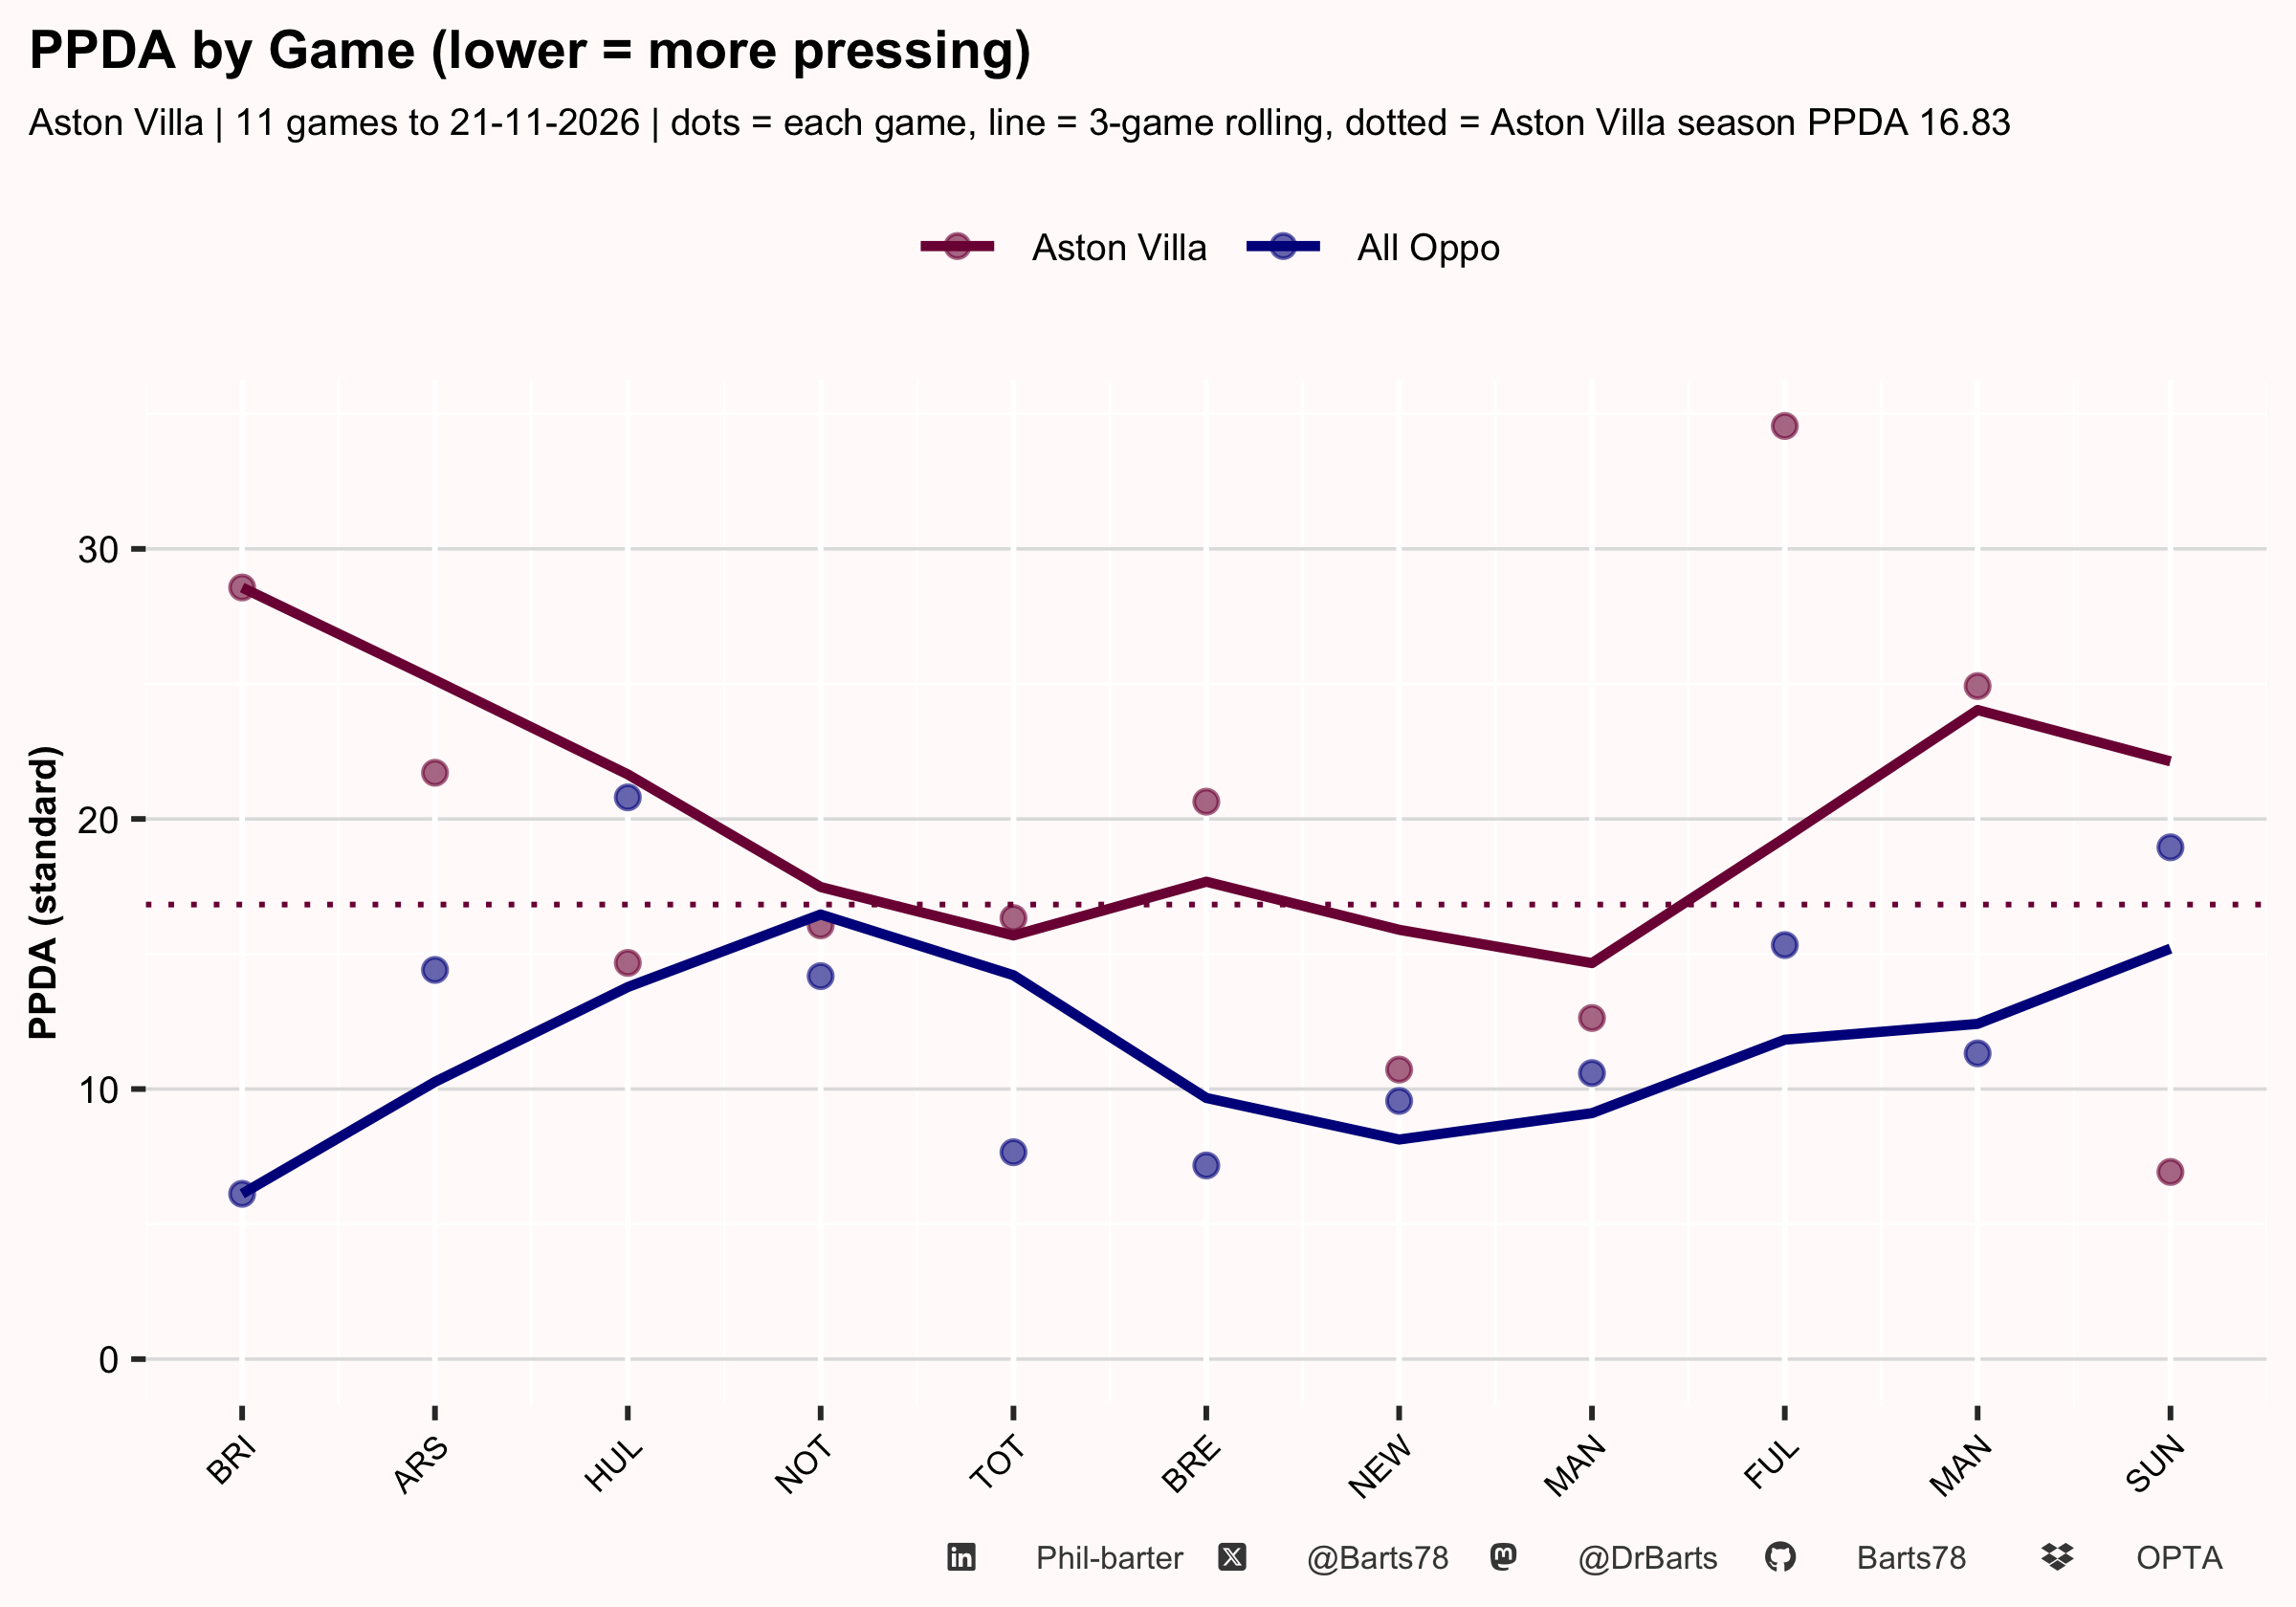 PPDA by Game (lower = more pressing)
Aston Villa | 11 games to 21-11-2026 | dots = each game, line = 3-game rolling, dotted = Aston Villa season PPDA 16.83
Aston Villa All Oppo
PPDA (standard)
30
20
10
0
BRI ARS HUL NOT TOT BRE NEW MAN FUL MAN SUN
Phil-barter @Barts78 @DrBarts Barts78 OPTA